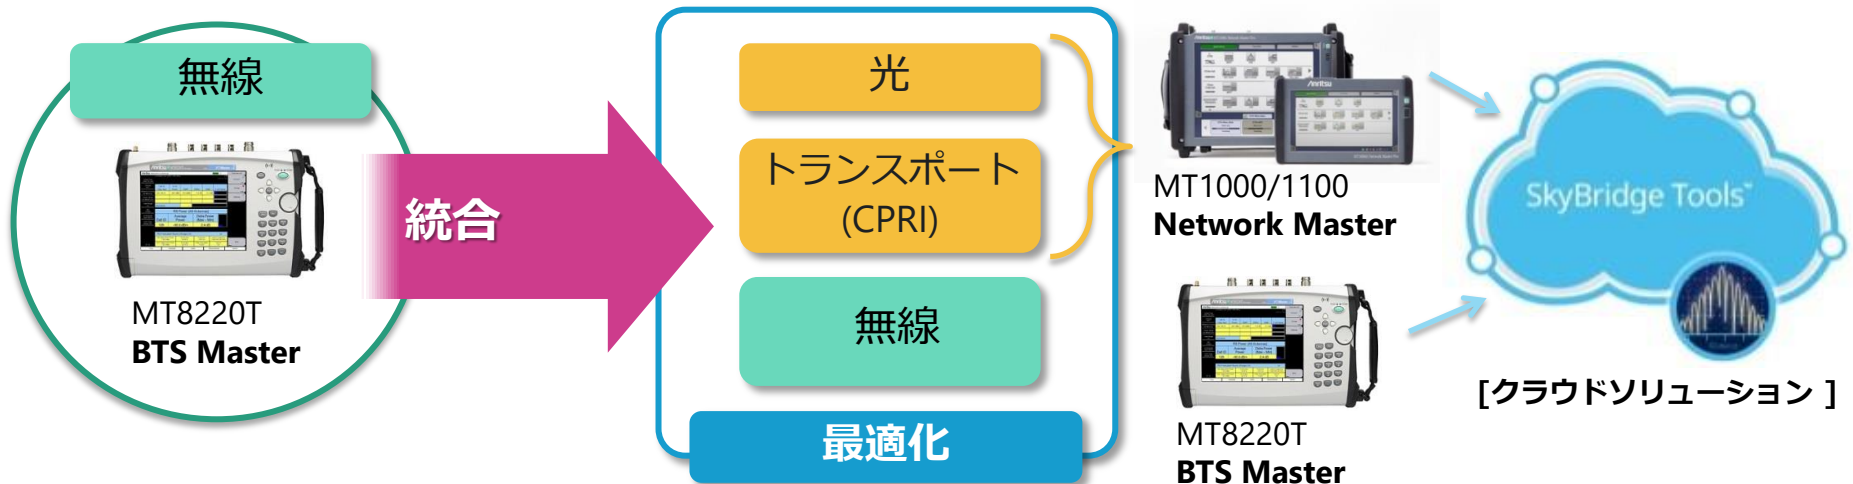 無線
MT8220T
BTS Master
統合
光
トランスポート
(CPRI)
無線
最適化
Anritsu
MT1000/1100
Network Master
MT8220T
BTS Master
SkyBridge Tools™
[クラウドソリューション ]